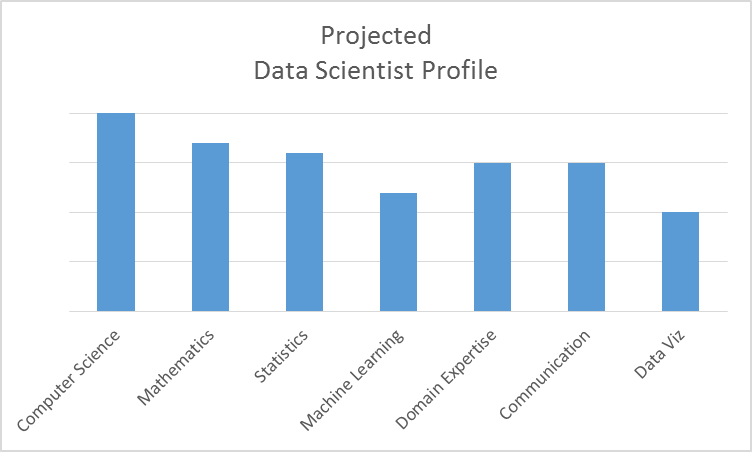 Projected
Data Scientist Profile
Computer Science
Mathematics
Statistics
Machine Learning
Domain Expertise
Communication
Data Viz